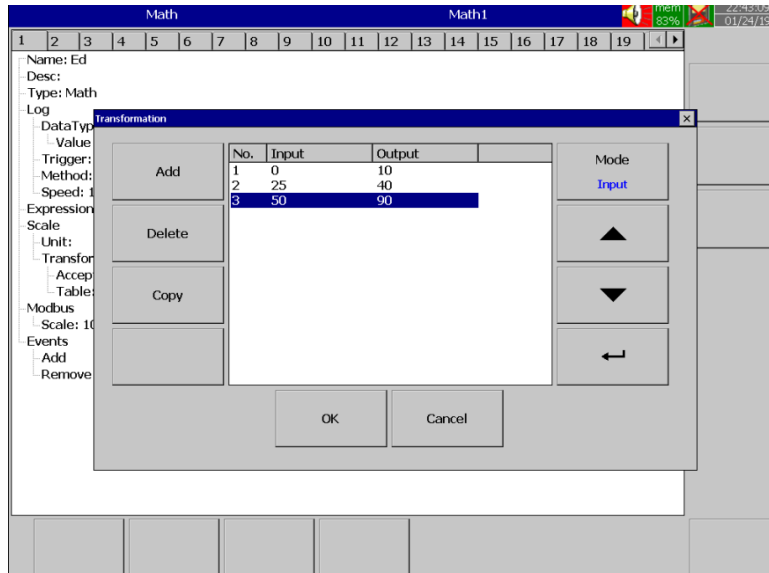 Math Math1 mem 22:43:09
83% 01/24/19
1 2 3 4 5 6 7 8 9 10 11 12 13 14 15 16 17 18 19
Name: Ed
Desc:
Type: Math
Log
DataTyp
Value
Trigger:
Method:
Speed: 1
Expression
Scale
Unit:
Transfor
Accep
Table:
Modbus
Scale: 10
Events
Add
Remove
Transformation
Add
Delete
Copy
No. Input Output
1 0 10
2 25 40
3 50 90
Mode
Input
OK Cancel